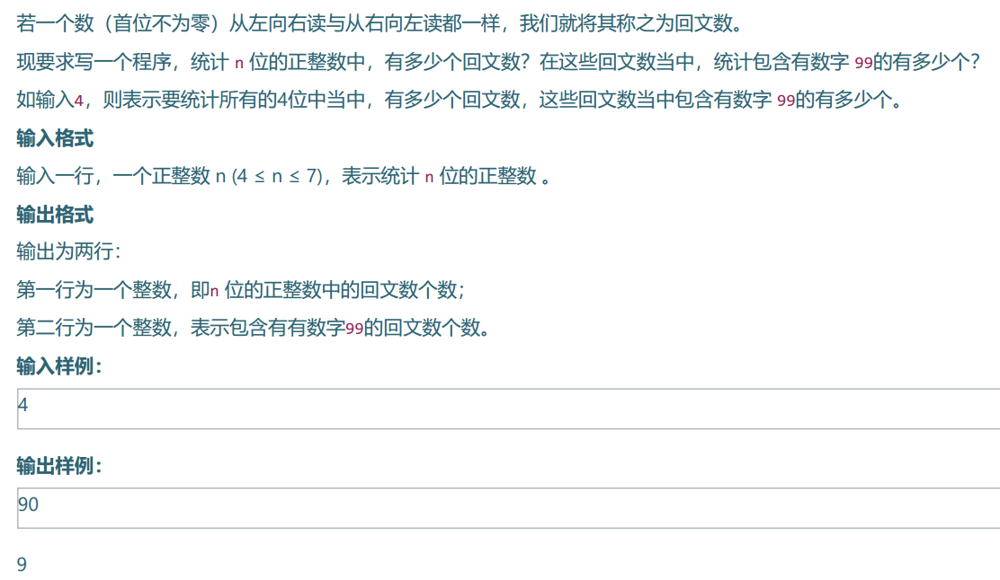 若一个数（首位不为零）从左向右读与从右向左读都一样，我们就将其称之为回文数。
现要求写一个程序，统计 n 位的正整数中，有多少个回文数？在这些回文数当中，统计包含有数字 99的有多少个？
如输入4，则表示要统计所有的4位中当中，有多少个回文数，这些回文数当中包含有数字 99的有多少个。
输入格式
输入一行，一个正整数 n (4 ≤ n ≤ 7)，表示统计 n 位的正整数 。
输出格式
输出为两行：
第一行为一个整数，即n 位的正整数中的回文数个数；
第二行为一个整数，表示包含有有数字99的回文数个数。
输入样例：
4
输出样例：
90
9